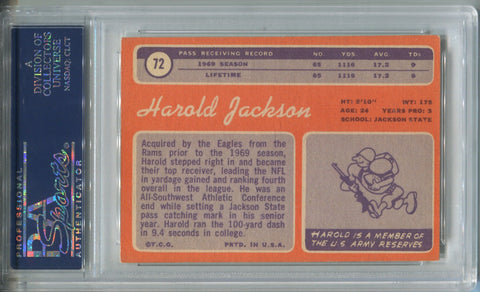 A
DIVISION OF
COLLECTORS
UNIVERSE
NASDAQ: CLCT
PROFESSIONAL
PSA
Sports
AUTHENTICATOR
72
PASS RECEIVING RECORD NO. YDS. AVG. TDs
1969 SEASON 65 1116 17.2 9
LIFETIME 65 1116 17.2 9
Harold Jackson
HT: 5'10" WT: 175
AGE: 24 YEARS PRO: 3
SCHOOL: JACKSON STATE
Acquired by the Eagles from the
Rams prior to the 1969 season,
Harold stepped right in and became
their top receiver, leading the NFL
in yardage gained and ranking fourth
overall in the league. He was an
All-Southwest Athletic Conference
end while setting a Jackson State
pass catching mark in his senior
year. Harold ran the 100-yard dash
in 9.4 seconds in college.
©T.C.G. PRTD. IN U.S.A.
HAROLD IS A MEMBER OF
THE U.S. ARMY RESERVES